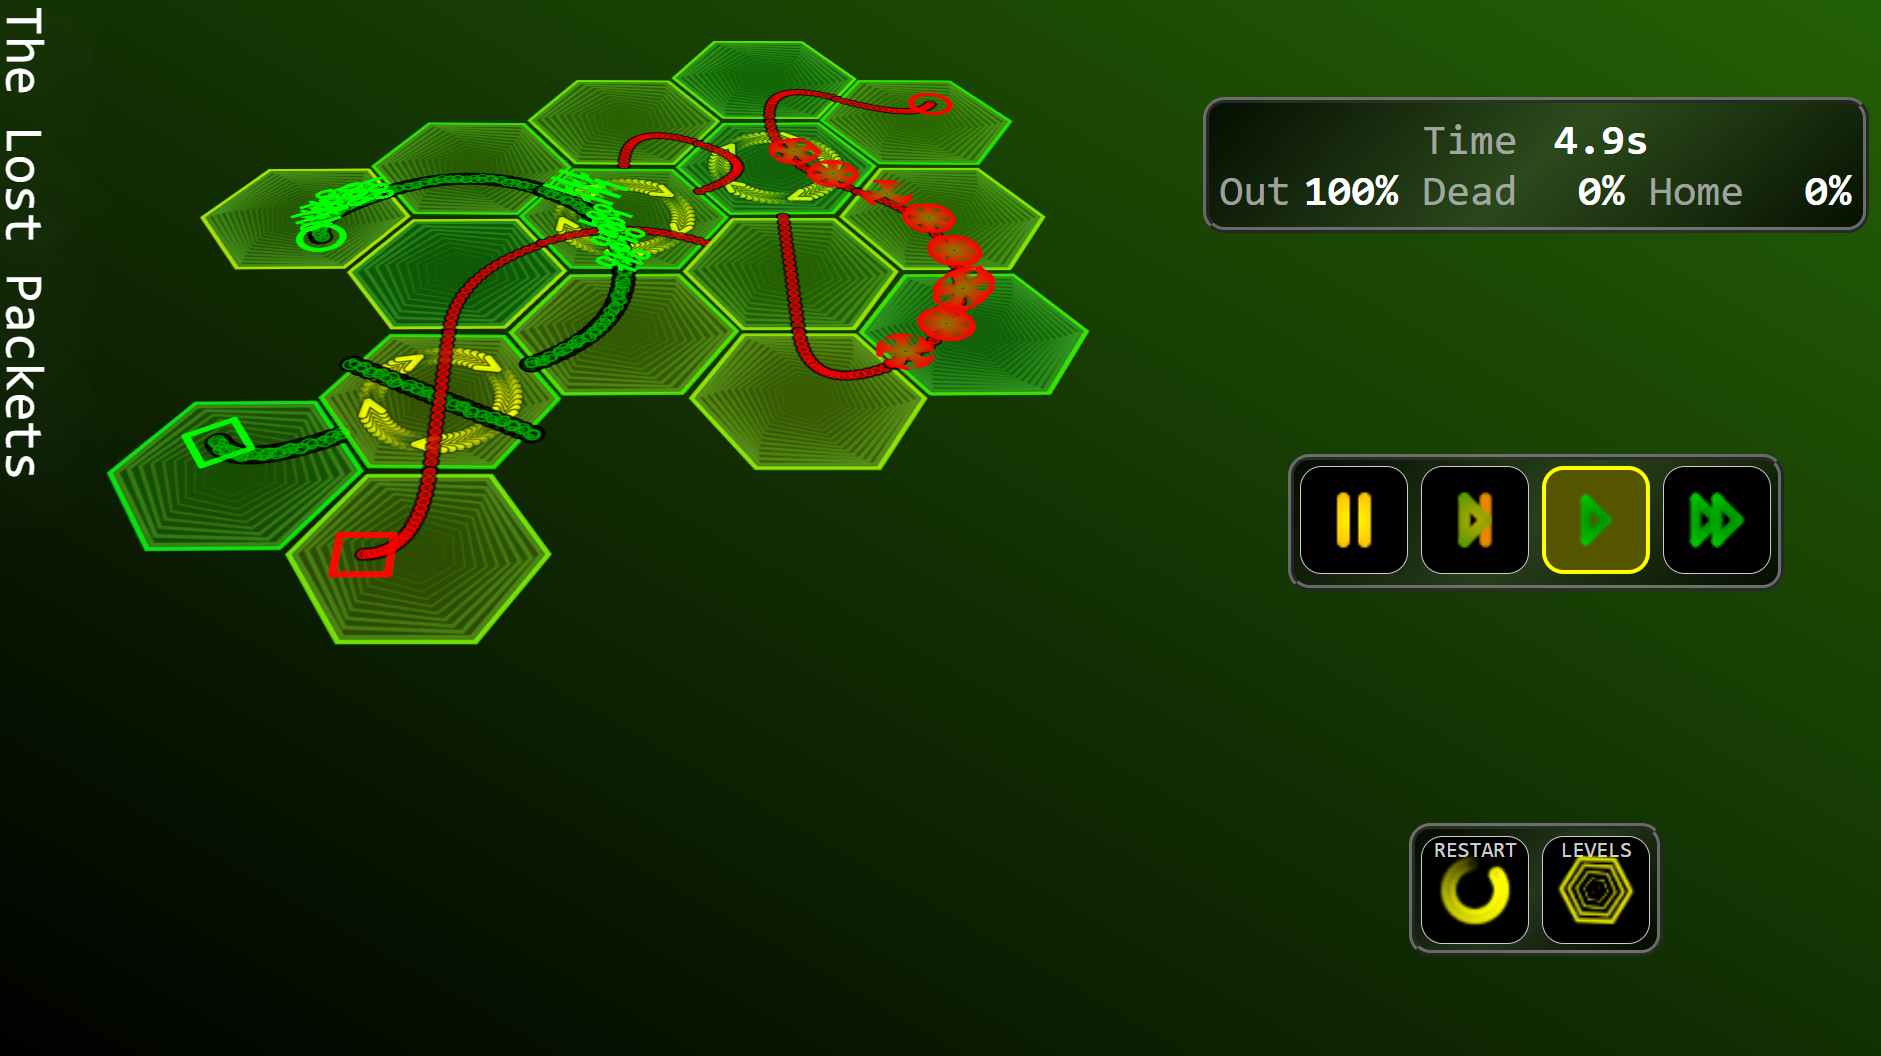 The Lost Packets
Time 4.9s
Out 100% Dead 0% Home 0%
RESTART LEVELS